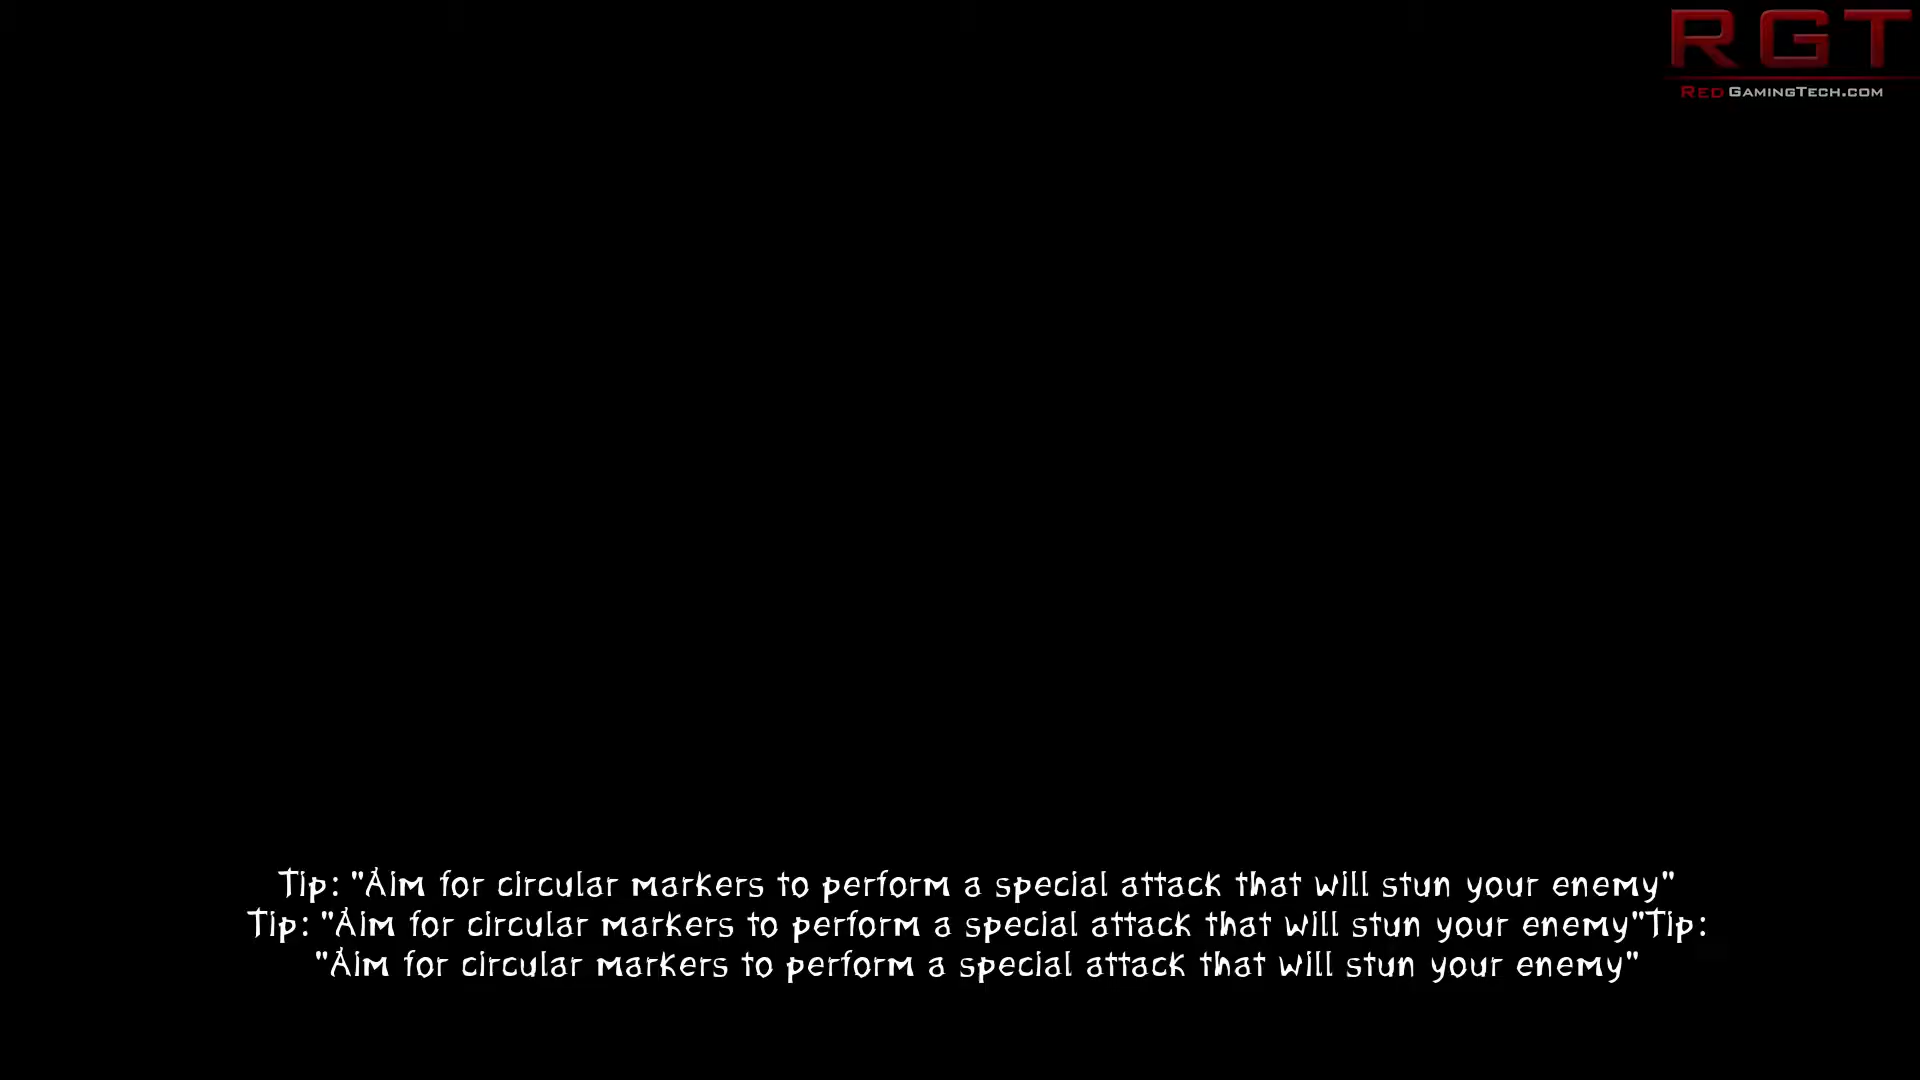 RGT
RedGamingTech.com
Tip: "Aim for circular markers to perform a special attack that will stun your enemy"
Tip: "Aim for circular markers to perform a special attack that will stun your enemy"Tip:
"Aim for circular markers to perform a special attack that will stun your enemy"